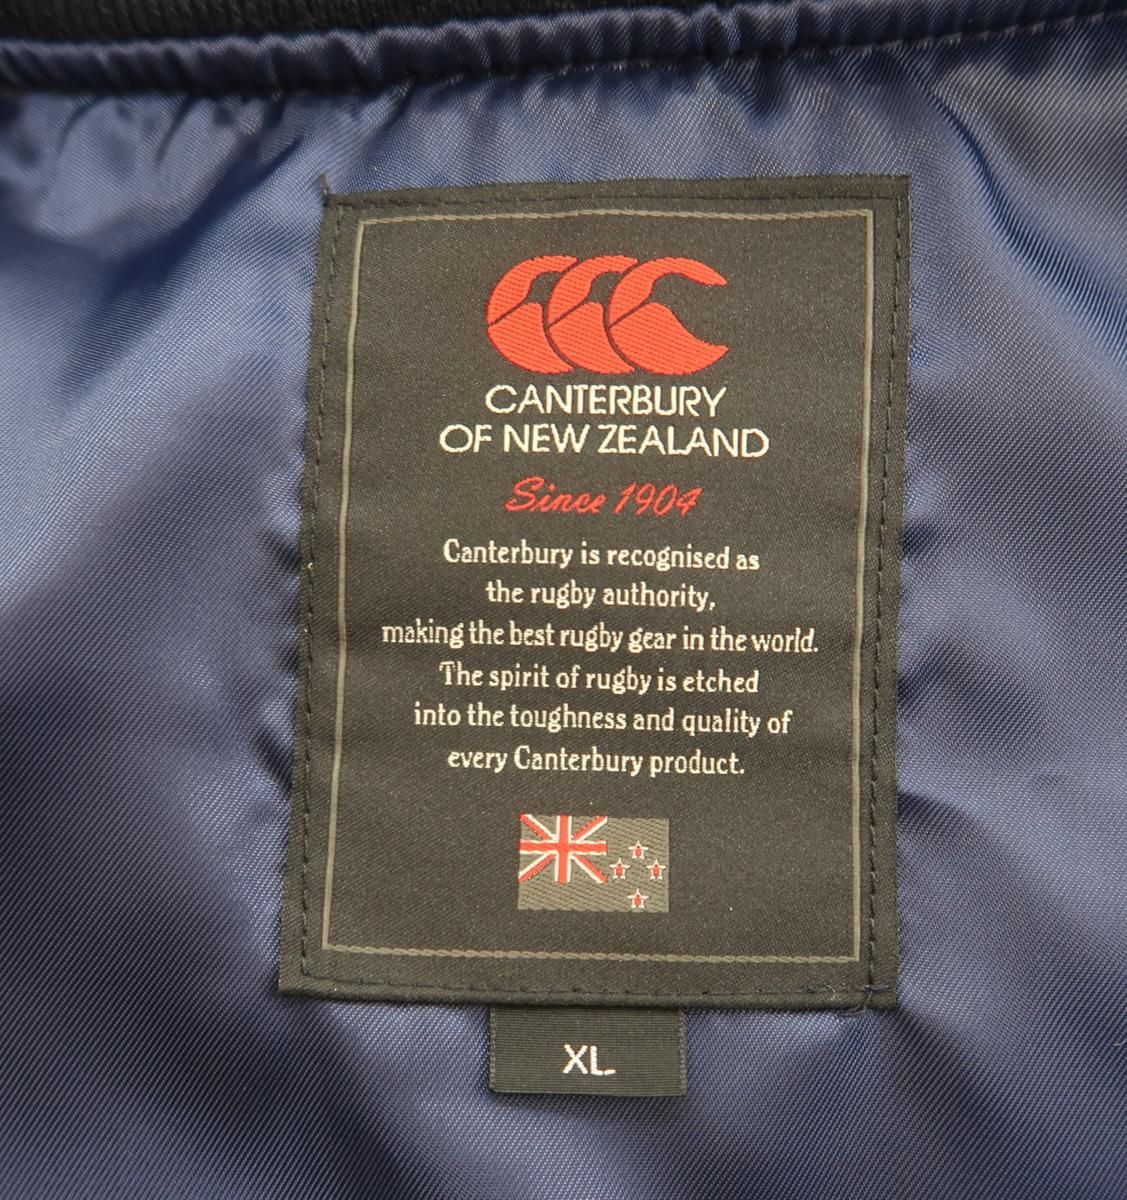 CANTERBURY
OF NEW ZEALAND
Since 1904
Canterbury is recognised as
the rugby authority,
making the best rugby gear in the world.
The spirit of rugby is etched
into the toughness and quality of
every Canterbury product.
XL